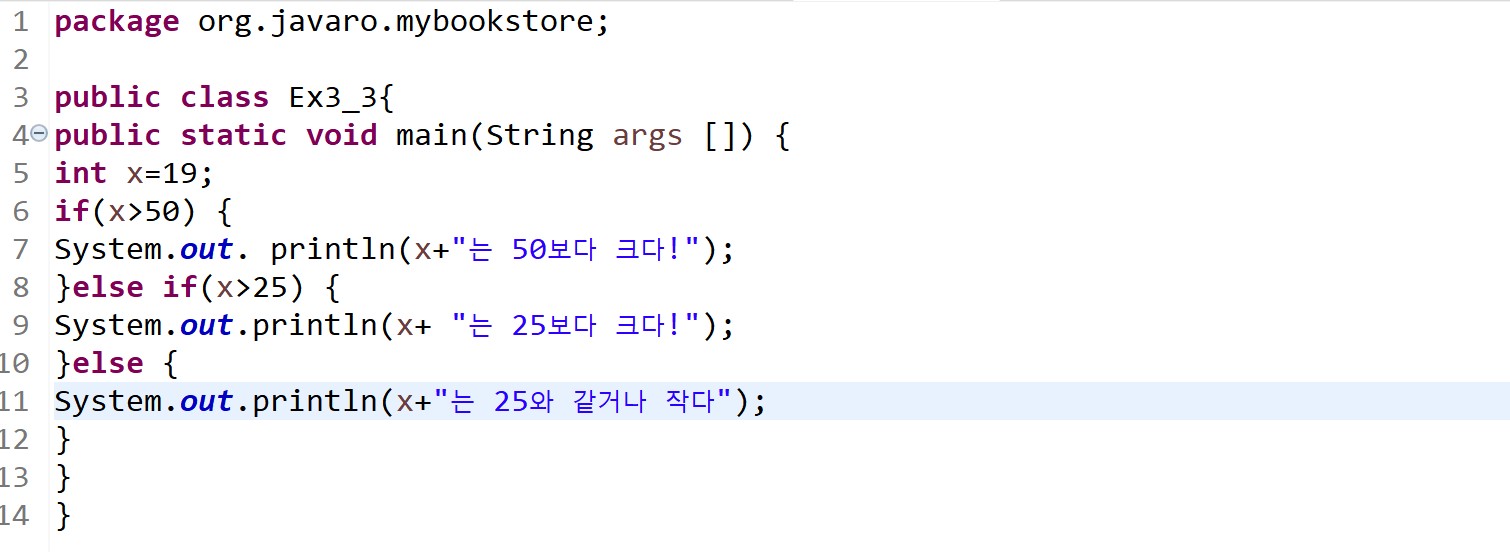 1 package org.javaro.mybookstore;
2
3 public class Ex3_3{
4 public static void main(String args []) {
5 int x=19;
6 if(x>50) {
7 System.out. println(x+"는 50보다 크다!");
8 }else if(x>25) {
9 System.out.println(x+ "는 25보다 크다!");
10 }else {
11 System.out.println(x+"는 25와 같거나 작다");
12 }
13 }
14 }